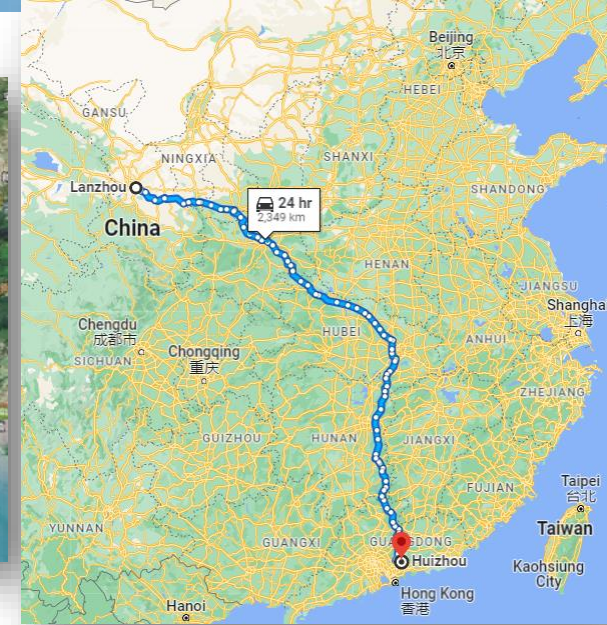 Beijing
北京
HEBEI
GANSU
NINGXIA
SHANXI
SHANDONG
Lanzhou
24 hr
2,349 km
China
HENAN
JIANGSU
Shangha
上海
Chengdu
成都市
SICHUAN
Chongqing
重庆
HUBEI
ANHUI
ZHEJIANG
GUIZHOU
HUNAN
JIANGXI
FUJIAN
Taipei
台北
YUNNAN
GUANGXI
GUANGDONG
Taiwan
Huizhou
Kaohsiung
City
Hong Kong
香港
Hanoi